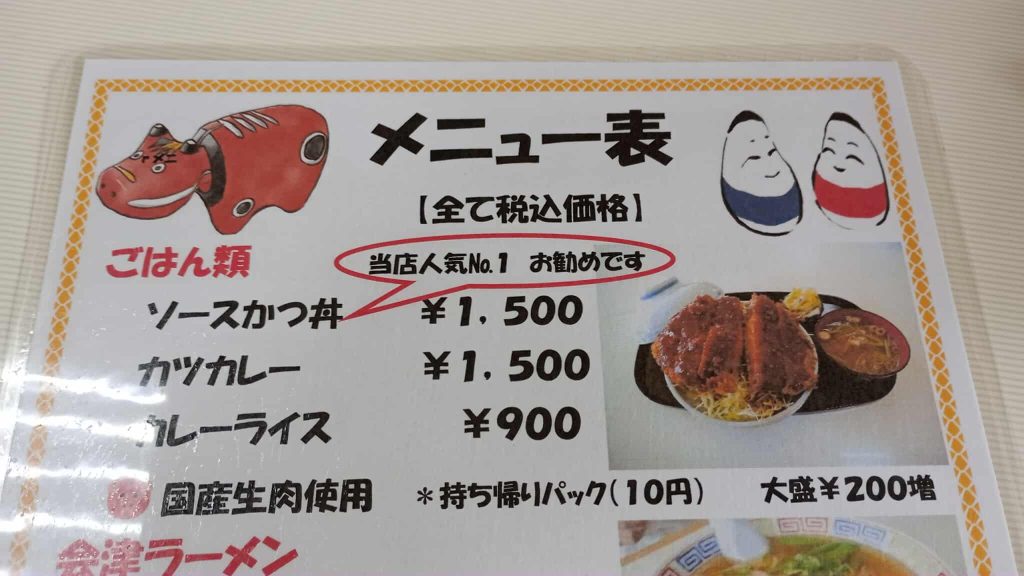 メニュー表
【全て税込価格】
ごはん類
当店人気No.1 お勧めです
ソースかつ丼 ¥1,500
カツカレー ¥1,500
カレーライス ¥900
国産生肉使用 *持ち帰りパック(10円) 大盛¥200増
会津ラーメン